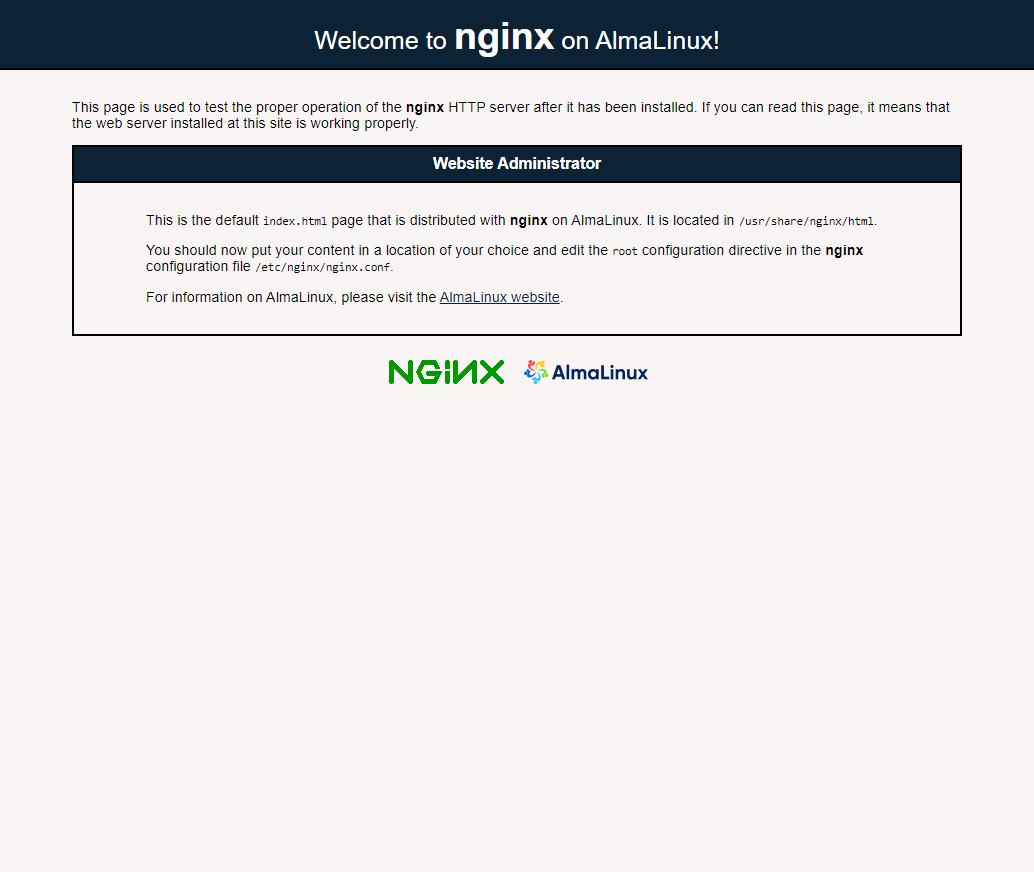 Welcome to nginx on AlmaLinux!
This page is used to test the proper operation of the nginx HTTP server after it has been installed. If you can read this page, it means that
the web server installed at this site is working properly.
Website Administrator
This is the default index.html page that is distributed with nginx on AlmaLinux. It is located in /usr/share/nginx/html.
You should now put your content in a location of your choice and edit the root configuration directive in the nginx
configuration file /etc/nginx/nginx.conf.
For information on AlmaLinux, please visit the AlmaLinux website.
NGiNX AlmaLinux